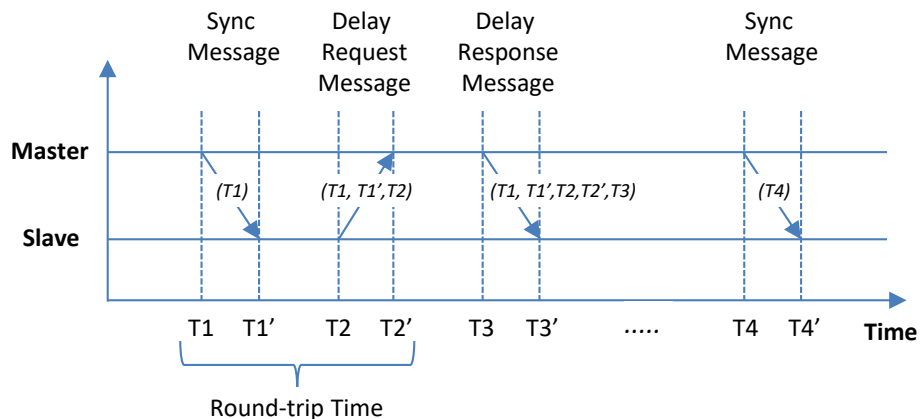 Sync
Message
Delay
Request
Message
Delay
Response
Message
Sync
Message
Master
(T1)
(T1, T1’,T2)
(T1, T1’,T2,T2’,T3)
(T4)
Slave
T1 T1’ T2 T2’ T3 T3’ ..... T4 T4’ Time
Round-trip Time